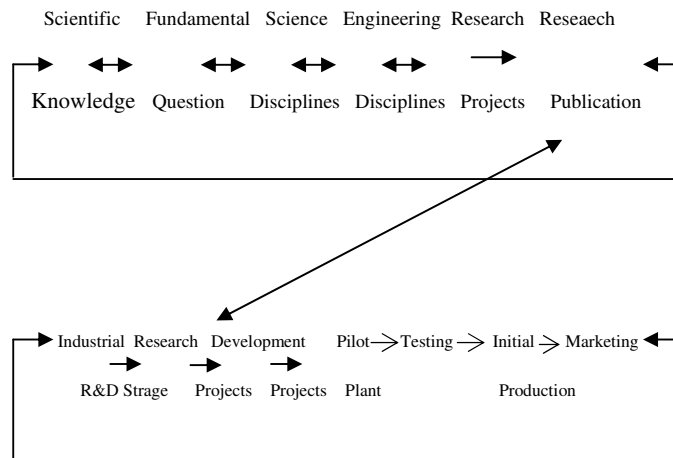 Scientific Fundamental Science Engineering Research Reseaech
Knowledge Question Disciplines Disciplines Projects Publication
Industrial Research Development Pilot Testing Initial Marketing
R&D Strage Projects Projects Plant Production